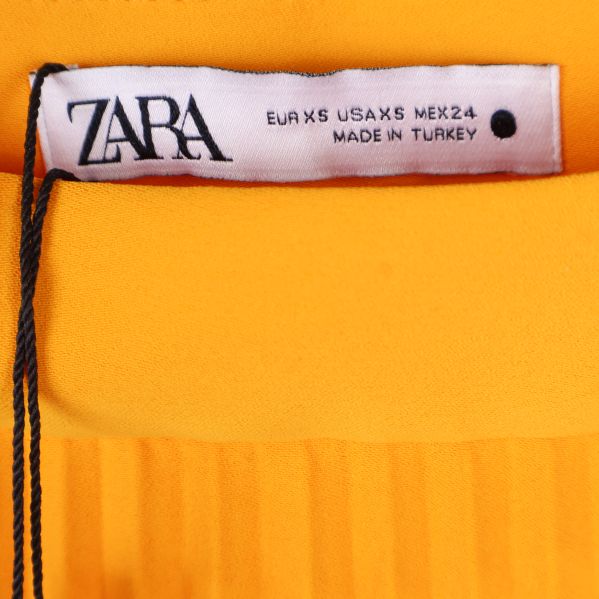 ZARA
EUR XS USA XS MEX 24
MADE IN TURKEY